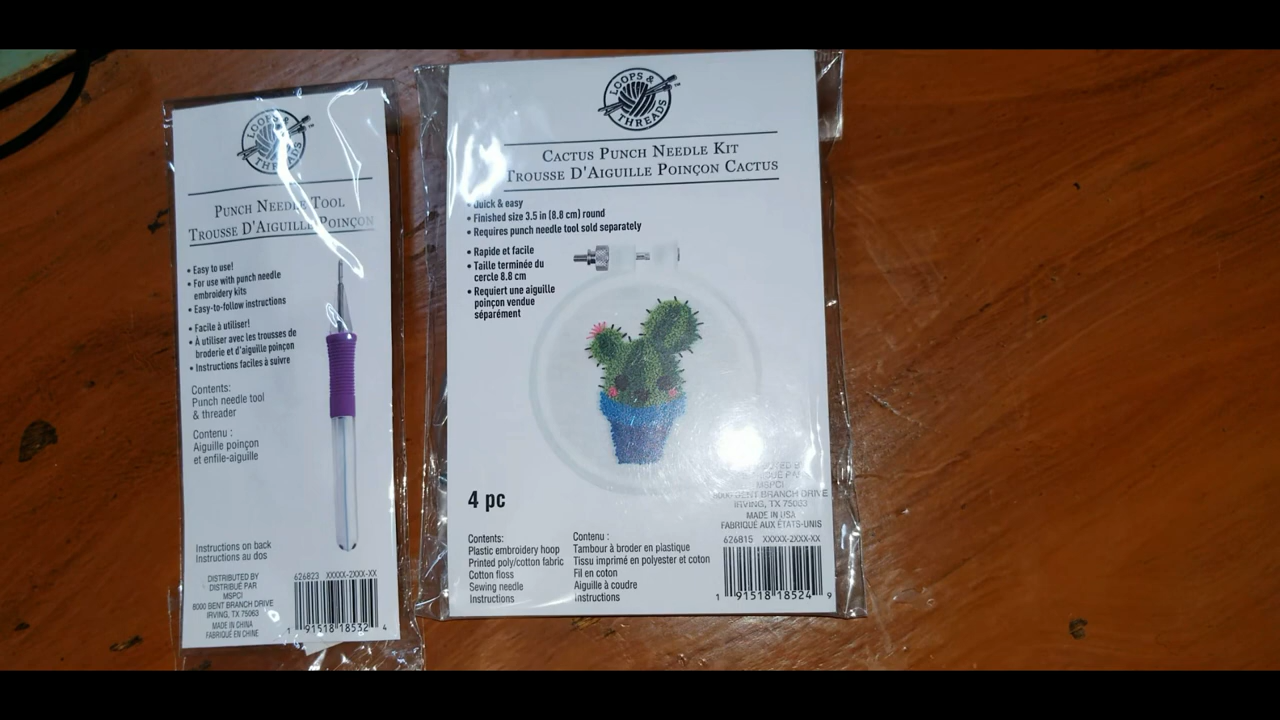 LOOPS &
THREADS
PUNCH NEEDLE TOOL
TROUSSE D'AIGUILLE POINÇON
• Easy to use!
• For use with punch needle
embroidery kits
• Easy-to-follow instructions
• Facile à utiliser!
• À utiliser avec les trousses de
broderie et d'aiguille poinçon
• Instructions faciles à suivre
Contents:
Punch needle tool
& threader
Contenu :
Aiguille poinçon
et enfile-aiguille
Instructions on back
Instructions au dos
DISTRIBUTED BY
DISTRIBUÉ PAR
MSPCI
8000 BENT BRANCH DRIVE
IRVING, TX 75063
MADE IN CHINA
FABRIQUÉ EN CHINE
626823 XXXXX-2XXX-XX
1 91518 18532 4
LOOPS &
THREADS™
CACTUS PUNCH NEEDLE KIT
TROUSSE D'AIGUILLE POINÇON CACTUS
• Quick & easy
• Finished size 3.5 in (8.8 cm) round
• Requires punch needle tool sold separately
• Rapide et facile
• Taille terminée du
cercle 8.8 cm
• Requiert une aiguille
poinçon vendue
séparément
4 pc
Contents:
Plastic embroidery hoop
Printed poly/cotton fabric
Cotton floss
Sewing needle
Instructions
Contenu :
Tambour à broder en plastique
Tissu imprimé en polyester et coton
Fil en coton
Aiguille à coudre
Instructions
MSPCI
8000 BENT BRANCH DRIVE
IRVING, TX 75063
MADE IN USA
FABRIQUÉ AUX ÉTATS-UNIS
626815 XXXXX-2XXX-XX
1 91518 18524 9